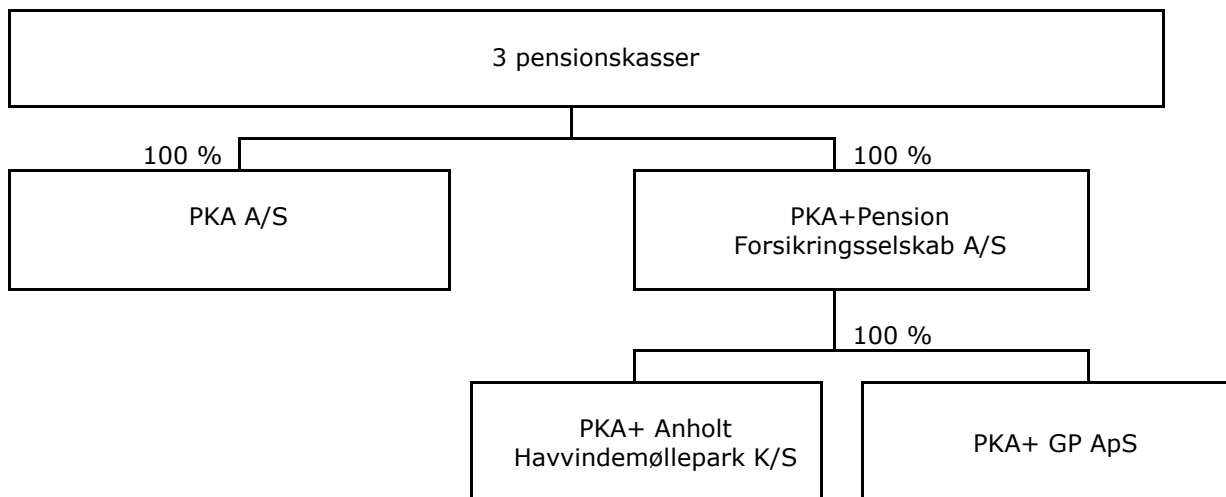 3 pensionskasser
100 %
100 %
PKA A/S
PKA+Pension
Forsikringsselskab A/S
100 %
PKA+ Anholt
Havvindemøllepark K/S
PKA+ GP ApS